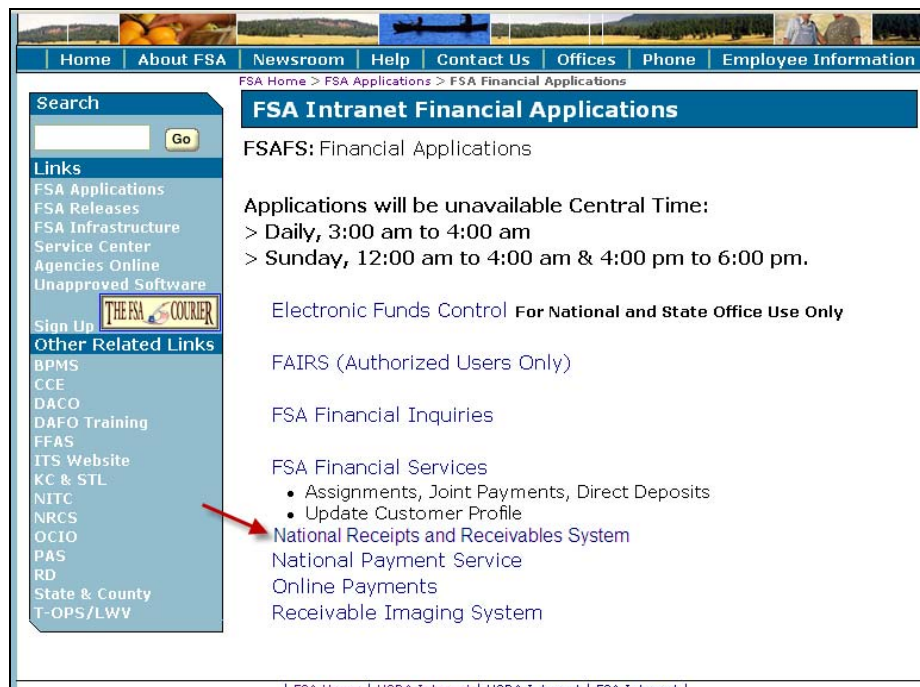 Home | About FSA | Newsroom | Help | Contact Us | Offices | Phone | Employee Information
FSA Home > FSA Applications > FSA Financial Applications
Search
Go
Links
FSA Applications
FSA Releases
FSA Infrastructure
Service Center
Agencies Online
Unapproved Software
Sign Up THE FSA COURIER
Other Related Links
BPMS
CCE
DACO
DAFO Training
FFAS
ITS Website
KC & STL
NITC
NRCS
OCIO
PAS
RD
State & County
T-OPS/LWV
FSA Intranet Financial Applications
FSAFS: Financial Applications
Applications will be unavailable Central Time:
> Daily, 3:00 am to 4:00 am
> Sunday, 12:00 am to 4:00 am & 4:00 pm to 6:00 pm.
Electronic Funds Control For National and State Office Use Only
FAIRS (Authorized Users Only)
FSA Financial Inquiries
FSA Financial Services
• Assignments, Joint Payments, Direct Deposits
• Update Customer Profile
National Receipts and Receivables System
National Payment Service
Online Payments
Receivable Imaging System